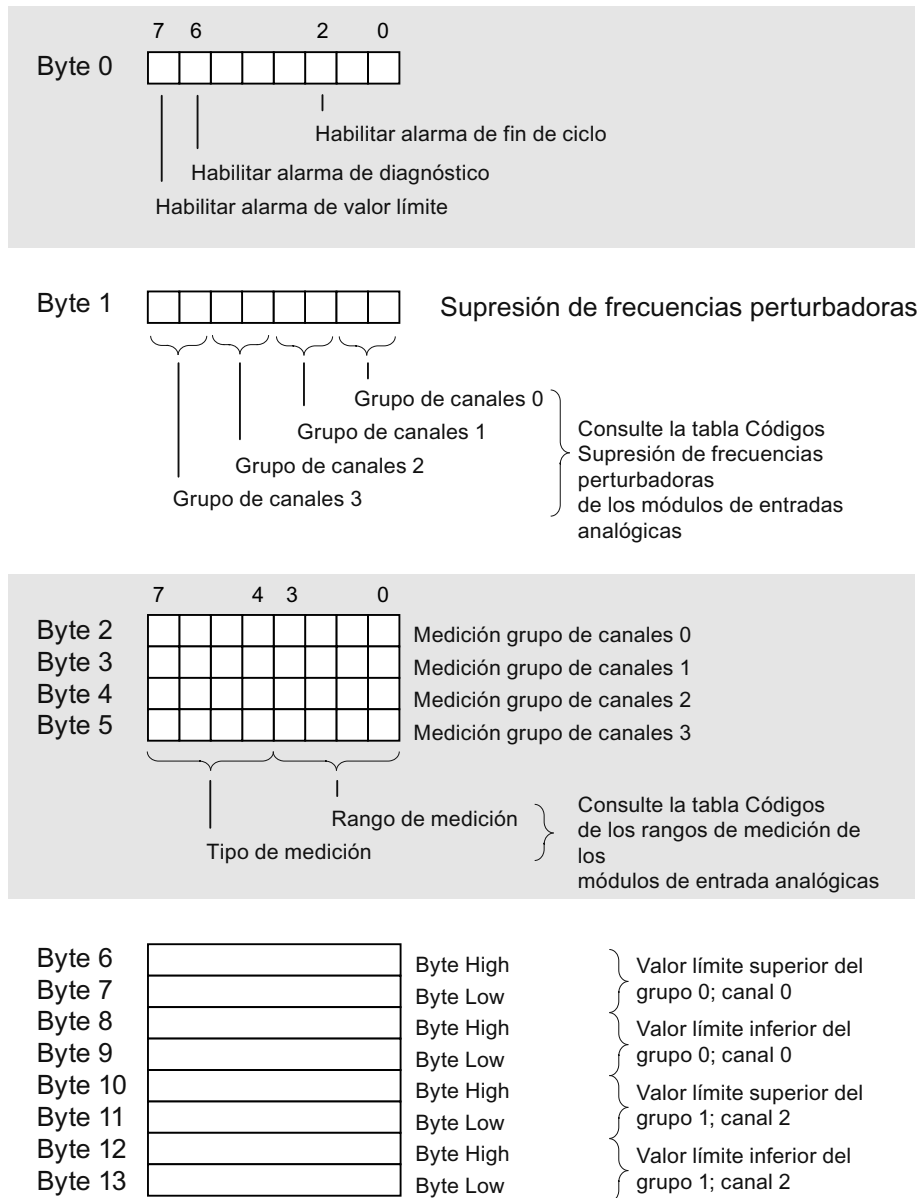 7 6 2 0
Byte 0
Habilitar alarma de fin de ciclo
Habilitar alarma de diagnóstico
Habilitar alarma de valor límite
Byte 1
Supresión de frecuencias perturbadoras
Grupo de canales 0
Grupo de canales 1
Grupo de canales 2
Grupo de canales 3
Consulte la tabla Códigos
Supresión de frecuencias
perturbadoras
de los módulos de entradas
analógicas
7 4 3 0
Byte 2 Medición grupo de canales 0
Byte 3 Medición grupo de canales 1
Byte 4 Medición grupo de canales 2
Byte 5 Medición grupo de canales 3
Rango de medición
Tipo de medición
Consulte la tabla Códigos
de los rangos de medición de
los
módulos de entrada analógicas
Byte 6 Byte High Valor límite superior del
Byte 7 Byte Low grupo 0; canal 0
Byte 8 Byte High Valor límite inferior del
Byte 9 Byte Low grupo 0; canal 0
Byte 10 Byte High Valor límite superior del
Byte 11 Byte Low grupo 1; canal 2
Byte 12 Byte High Valor límite inferior del
Byte 13 Byte Low grupo 1; canal 2